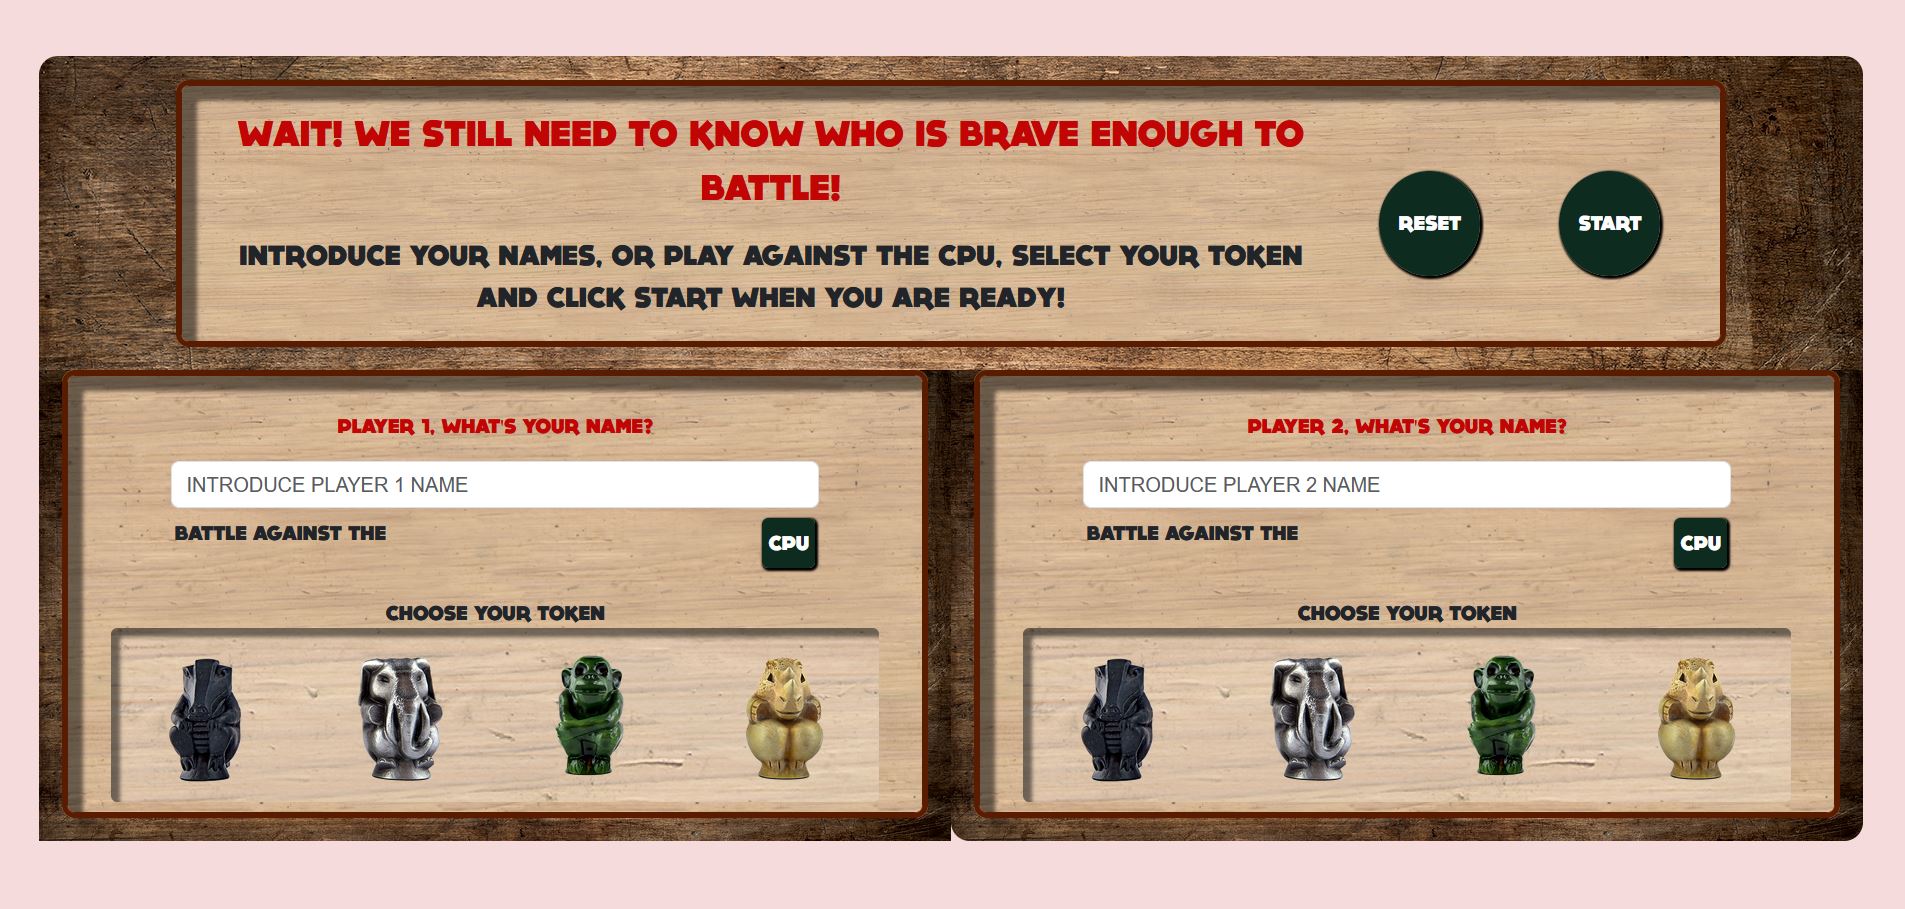 WAIT! WE STILL NEED TO KNOW WHO IS BRAVE ENOUGH TO
BATTLE!
INTRODUCE YOUR NAMES, OR PLAY AGAINST THE CPU, SELECT YOUR TOKEN
AND CLICK START WHEN YOU ARE READY!
RESET
START
PLAYER 1, WHAT'S YOUR NAME?
INTRODUCE PLAYER 1 NAME
BATTLE AGAINST THE
CPU
CHOOSE YOUR TOKEN
PLAYER 2, WHAT'S YOUR NAME?
INTRODUCE PLAYER 2 NAME
BATTLE AGAINST THE
CPU
CHOOSE YOUR TOKEN